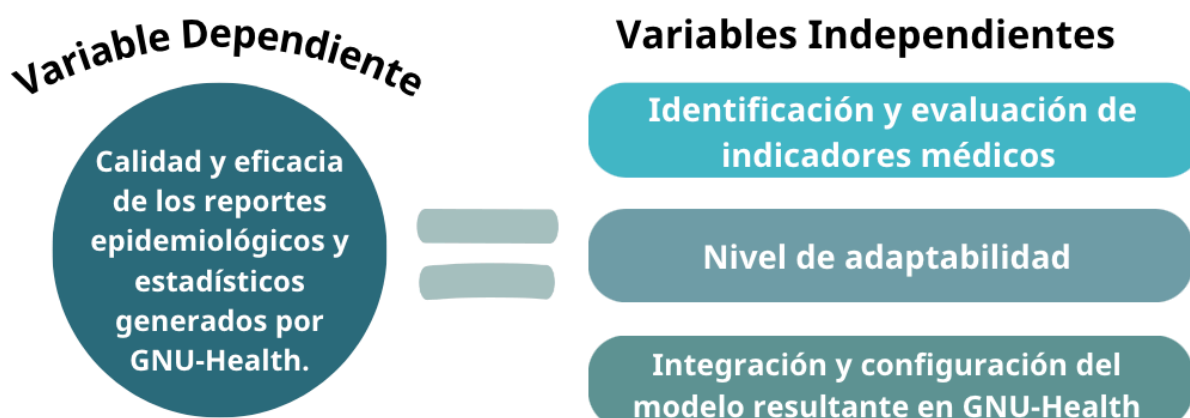 Variable Dependiente
Calidad y eficacia
de los reportes
epidemiológicos y
estadísticos
generados por
GNU-Health.
Variables Independientes
Identificación y evaluación de
indicadores médicos
Nivel de adaptabilidad
Integración y configuración del
modelo resultante en GNU-Health